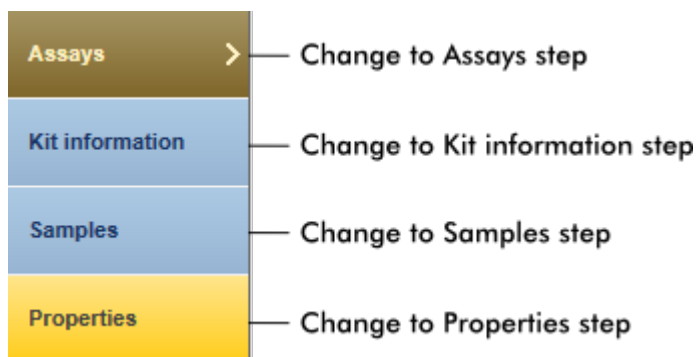 Assays
Change to Assays step
Kit information
Change to Kit information step
Samples
Change to Samples step
Properties
Change to Properties step